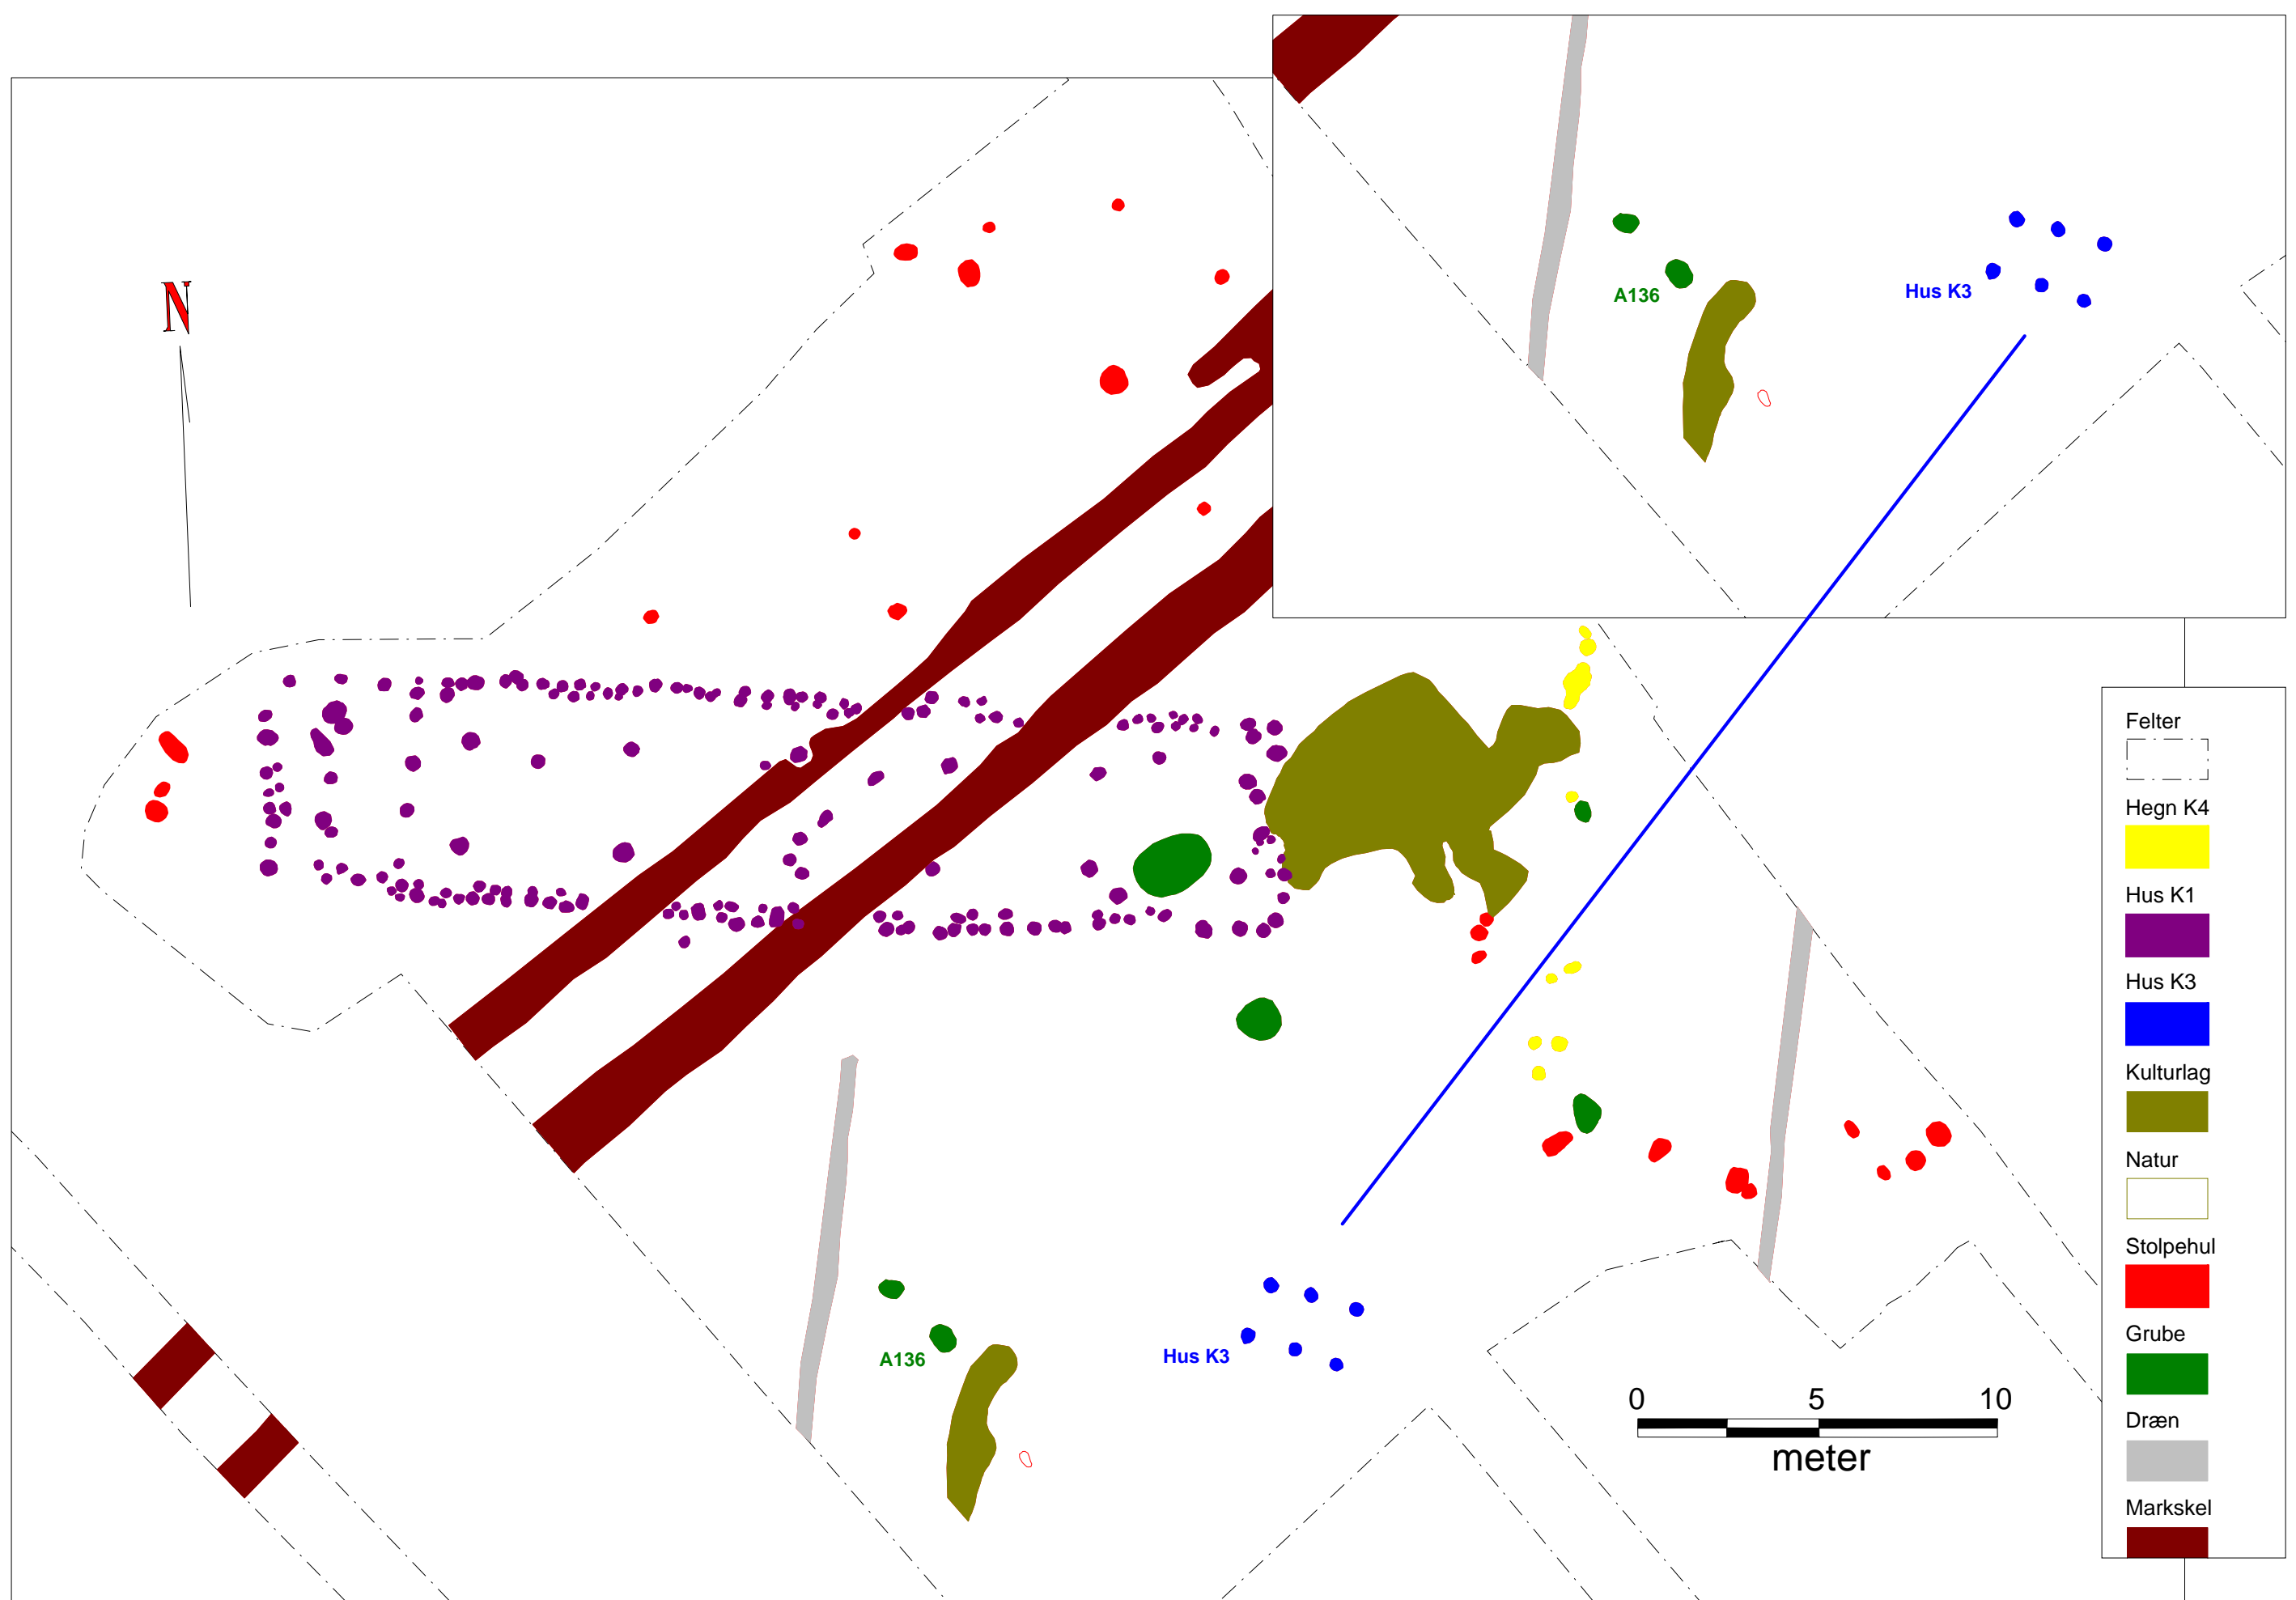 N
A136
Hus K3
Felter
Hegn K4
Hus K1
Hus K3
Kulturlag
Natur
Stolpehul
Grube
Dræn
Markskel
A136
Hus K3
0 5 10
meter